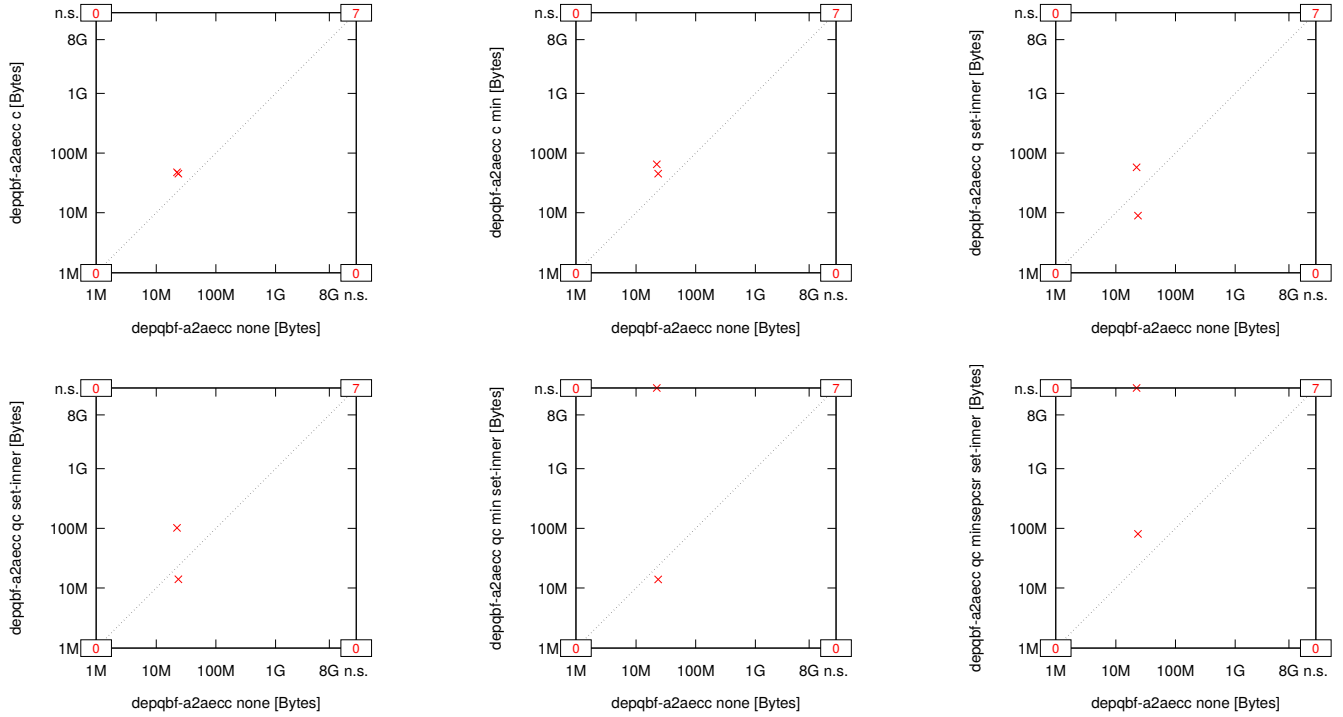 n.s. 0 7
8G
1G
100M
10M
1M 0 0
1M 10M 100M 1G 8G n.s.
depqbf-a2aecc c [Bytes]
depqbf-a2aecc none [Bytes]
n.s. 0 7
8G
1G
100M
10M
1M 0 0
1M 10M 100M 1G 8G n.s.
depqbf-a2aecc c min [Bytes]
depqbf-a2aecc none [Bytes]
n.s. 0 7
8G
1G
100M
10M
1M 0 0
1M 10M 100M 1G 8G n.s.
depqbf-a2aecc q set-inner [Bytes]
depqbf-a2aecc none [Bytes]
n.s. 0 7
8G
1G
100M
10M
1M 0 0
1M 10M 100M 1G 8G n.s.
depqbf-a2aecc qc set-inner [Bytes]
depqbf-a2aecc none [Bytes]
n.s. 0 7
8G
1G
100M
10M
1M 0 0
1M 10M 100M 1G 8G n.s.
depqbf-a2aecc qc min set-inner [Bytes]
depqbf-a2aecc none [Bytes]
n.s. 0 7
8G
1G
100M
10M
1M 0 0
1M 10M 100M 1G 8G n.s.
depqbf-a2aecc qc minsepcsr set-inner [Bytes]
depqbf-a2aecc none [Bytes]